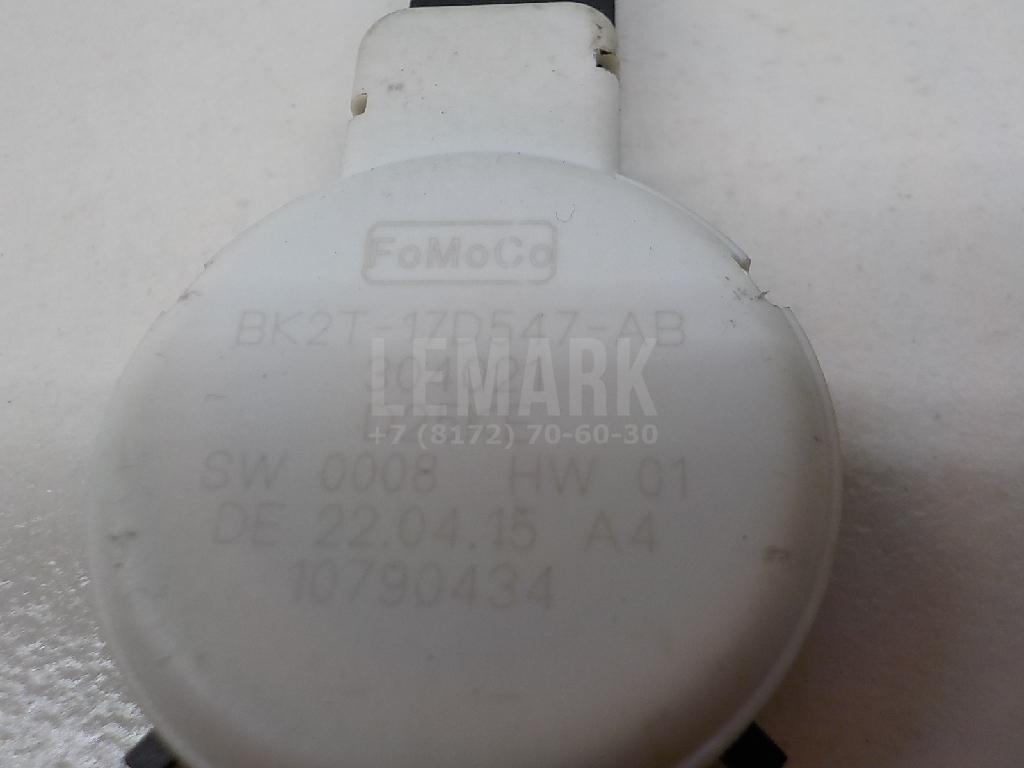 FoMoCo
BK2T-17D547-AB
LEMARK
+7 (8172) 70-60-30
SW 0008 HW 01
DE 22.04.15 A4
10790434